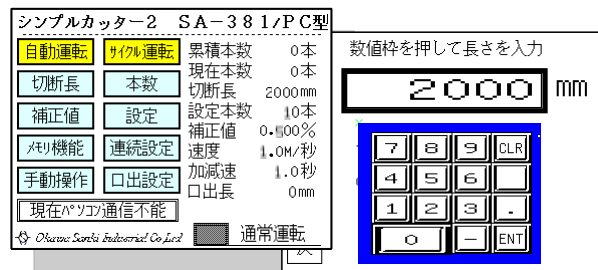 シンプルカッター2 SA-381/PC型
自動運転 サイクル運転 累積本数 0本
現在本数 0本
切断長 本数 切断長 2000mm
補正値 設定 設定本数 10本
補正値 0.500%
メモリ機能 連続設定 速度 1.0M/秒
手動操作 口出設定 加減速 1.0秒
口出長 0mm
現在パソコン通信不能
Okawa Sanki Industrial Co,Ltd 通常運転
数値枠を押して長さを入力
2000 mm
7 8 9 CLR
4 5 6
1 2 3 .
0 - ENT